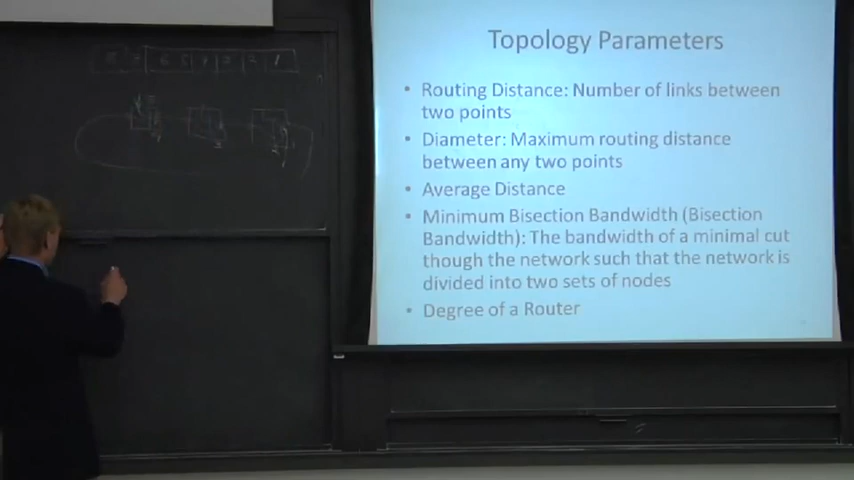 Topology Parameters
• Routing Distance: Number of links between
two points
• Diameter: Maximum routing distance
between any two points
• Average Distance
• Minimum Bisection Bandwidth (Bisection
Bandwidth): The bandwidth of a minimal cut
though the network such that the network is
divided into two sets of nodes
• Degree of a Router